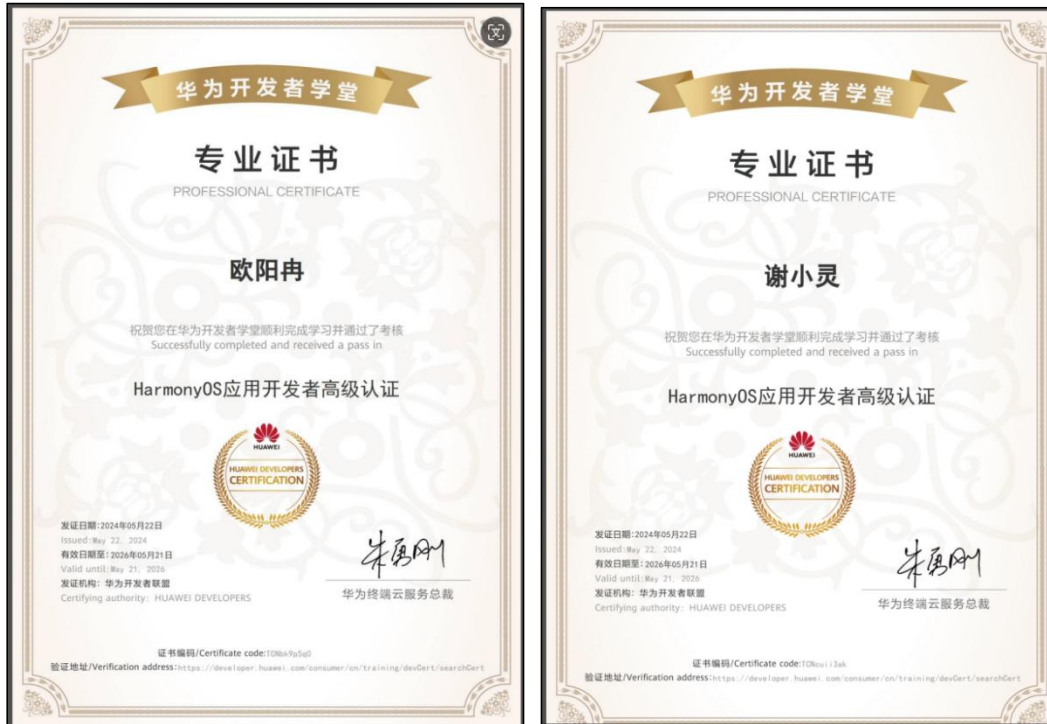 华为开发者学堂
专业证书
PROFESSIONAL CERTIFICATE
欧阳冉
祝贺您在华为开发者学堂顺利完成学习并通过了考核
Successfully completed and received a pass in
HarmonyOS应用开发者高级认证
HUAWEI
HUAWEI DEVELOPERS
CERTIFICATION
发证日期:2024年05月22日
Issued:May 22, 2024
有效日期至:2026年05月21日
Valid until:May 21, 2026
发证机构: 华为开发者联盟
Certifying authority: HUAWEI DEVELOPERS
朱勇刚
华为终端云服务总裁
证书编码/Certificate code:
验证地址/Verification address:https://developer.huawei.com/consumer/cn/training/devCert/searchCert
华为开发者学堂
专业证书
PROFESSIONAL CERTIFICATE
谢小灵
祝贺您在华为开发者学堂顺利完成学习并通过了考核
Successfully completed and received a pass in
HarmonyOS应用开发者高级认证
HUAWEI
HUAWEI DEVELOPERS
CERTIFICATION
发证日期:2024年05月22日
Issued:May 22, 2024
有效日期至:2026年05月21日
Valid until:May 21, 2026
发证机构: 华为开发者联盟
Certifying authority: HUAWEI DEVELOPERS
朱勇刚
华为终端云服务总裁
证书编码/Certificate code:
验证地址/Verification address:https://developer.huawei.com/consumer/cn/training/devCert/searchCert